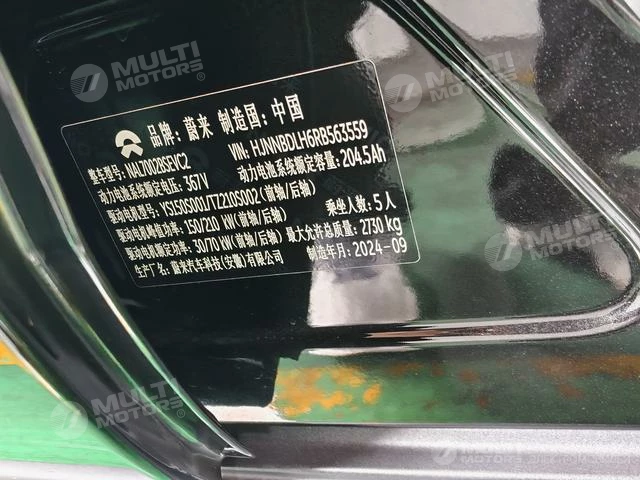 MULTI MOTORS®
MULTI MOTORS®
品牌: 蔚来 制造国: 中国
整车型号: NAL7002BSEVC2 VIN: HJNNBDLH6RB563559
动力电池系统额定电压: 367V 动力电池系统额定容量: 204.5Ah
驱动电机型号: YS150S001/TZ210S002 (前轴/后轴) 乘坐人数: 5人
驱动电机峰值功率: 150/210 kW (前轴/后轴) 最大允许总质量: 2730 kg
驱动电机额定功率: 30/70 kW (前轴/后轴) 制造年月: 2024-09
生产厂名: 蔚来汽车科技(安徽)有限公司
MULTI MOTORS
MULTI MOTORS
MULTI MOTORS